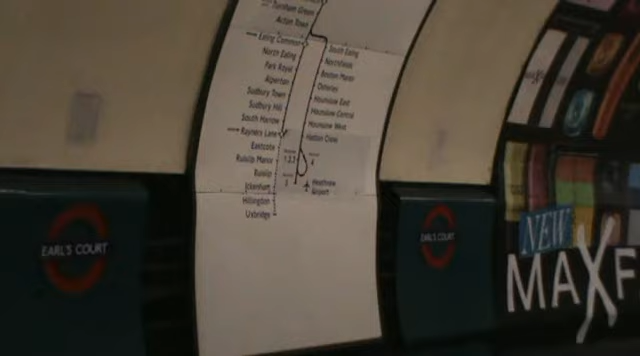 Turnham Green
Acton Town
Ealing Common
North Ealing
Park Royal
Alperton
Sudbury Town
Sudbury Hill
South Harrow
Rayners Lane
Eastcote
Ruislip Manor
Ruislip
Ickenham
Hillingdon
Uxbridge
South Ealing
Northfields
Boston Manor
Osterley
Hounslow East
Hounslow Central
Hounslow West
Hatton Cross
Heathrow
Airport
EARL'S COURT
EARL'S COURT
NEW
MAXF